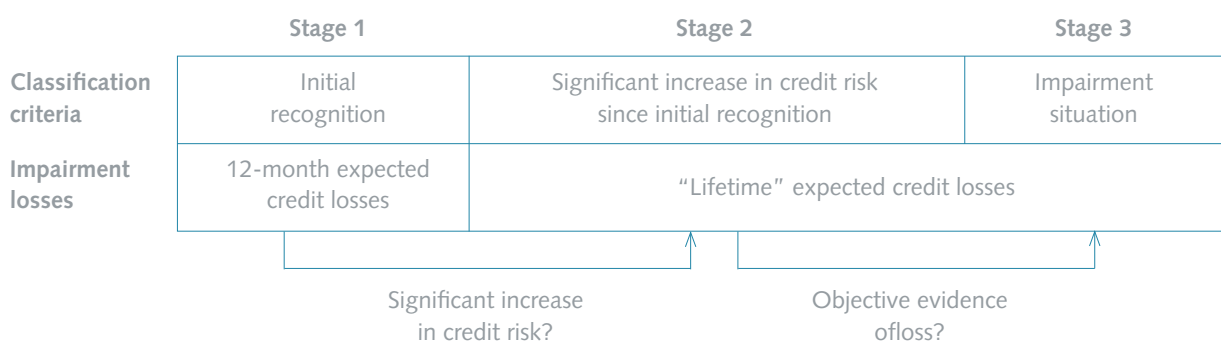 Stage 1
Stage 2
Stage 3
Classification
criteria
Initial
recognition
Significant increase in credit risk
since initial recognition
Impairment
situation
Impairment
losses
12-month expected
credit losses
“Lifetime” expected credit losses
Significant increase
in credit risk?
Objective evidence
ofloss?